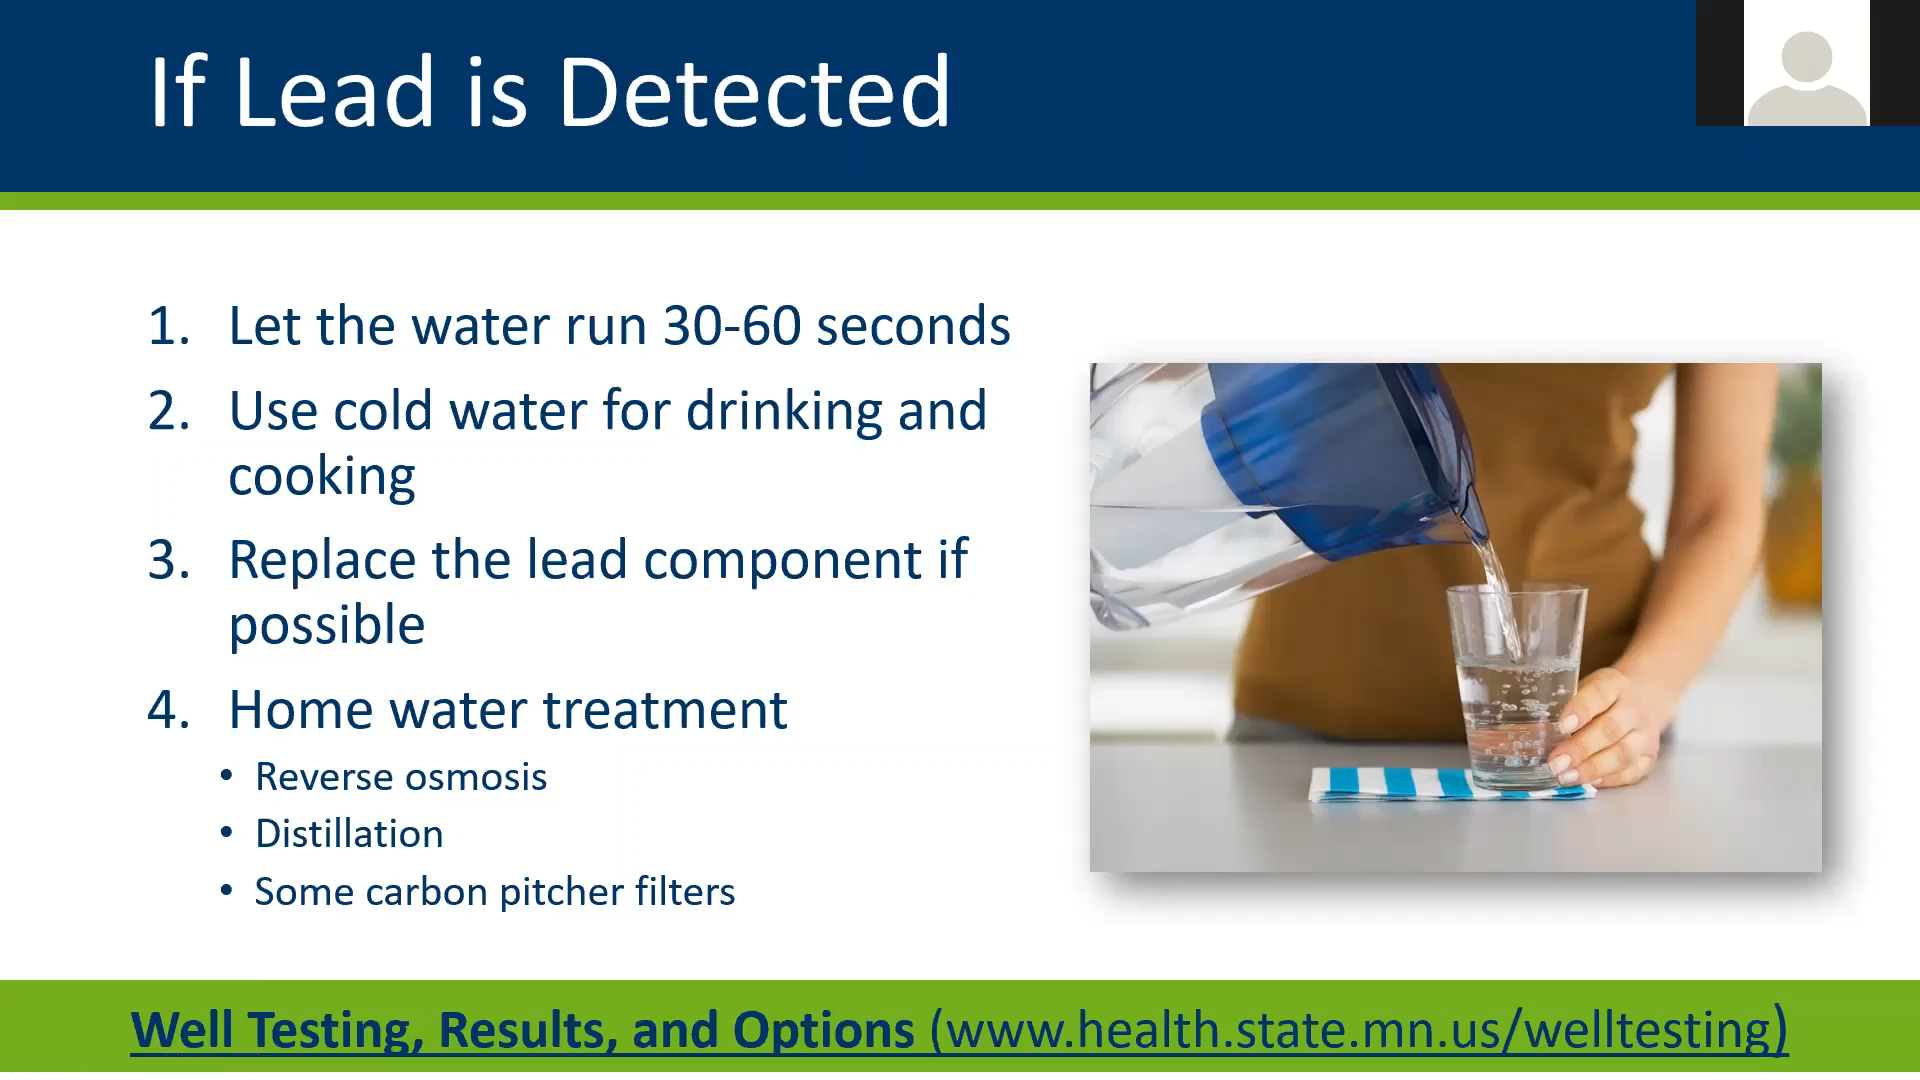 If Lead is Detected
1. Let the water run 30-60 seconds
2. Use cold water for drinking and
cooking
3. Replace the lead component if
possible
4. Home water treatment
• Reverse osmosis
• Distillation
• Some carbon pitcher filters
Well Testing, Results, and Options (www.health.state.mn.us/welltesting)